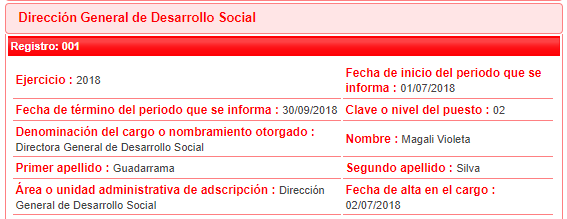 Dirección General de Desarrollo Social
Registro: 001
Ejercicio : 2018
Fecha de inicio del periodo que se
informa : 01/07/2018
Fecha de término del periodo que se informa : 30/09/2018
Clave o nivel del puesto : 02
Denominación del cargo o nombramiento otorgado :
Directora General de Desarrollo Social
Nombre : Magali Violeta
Primer apellido : Guadarrama
Segundo apellido : Silva
Área o unidad administrativa de adscripción : Dirección
General de Desarrollo Social
Fecha de alta en el cargo :
02/07/2018